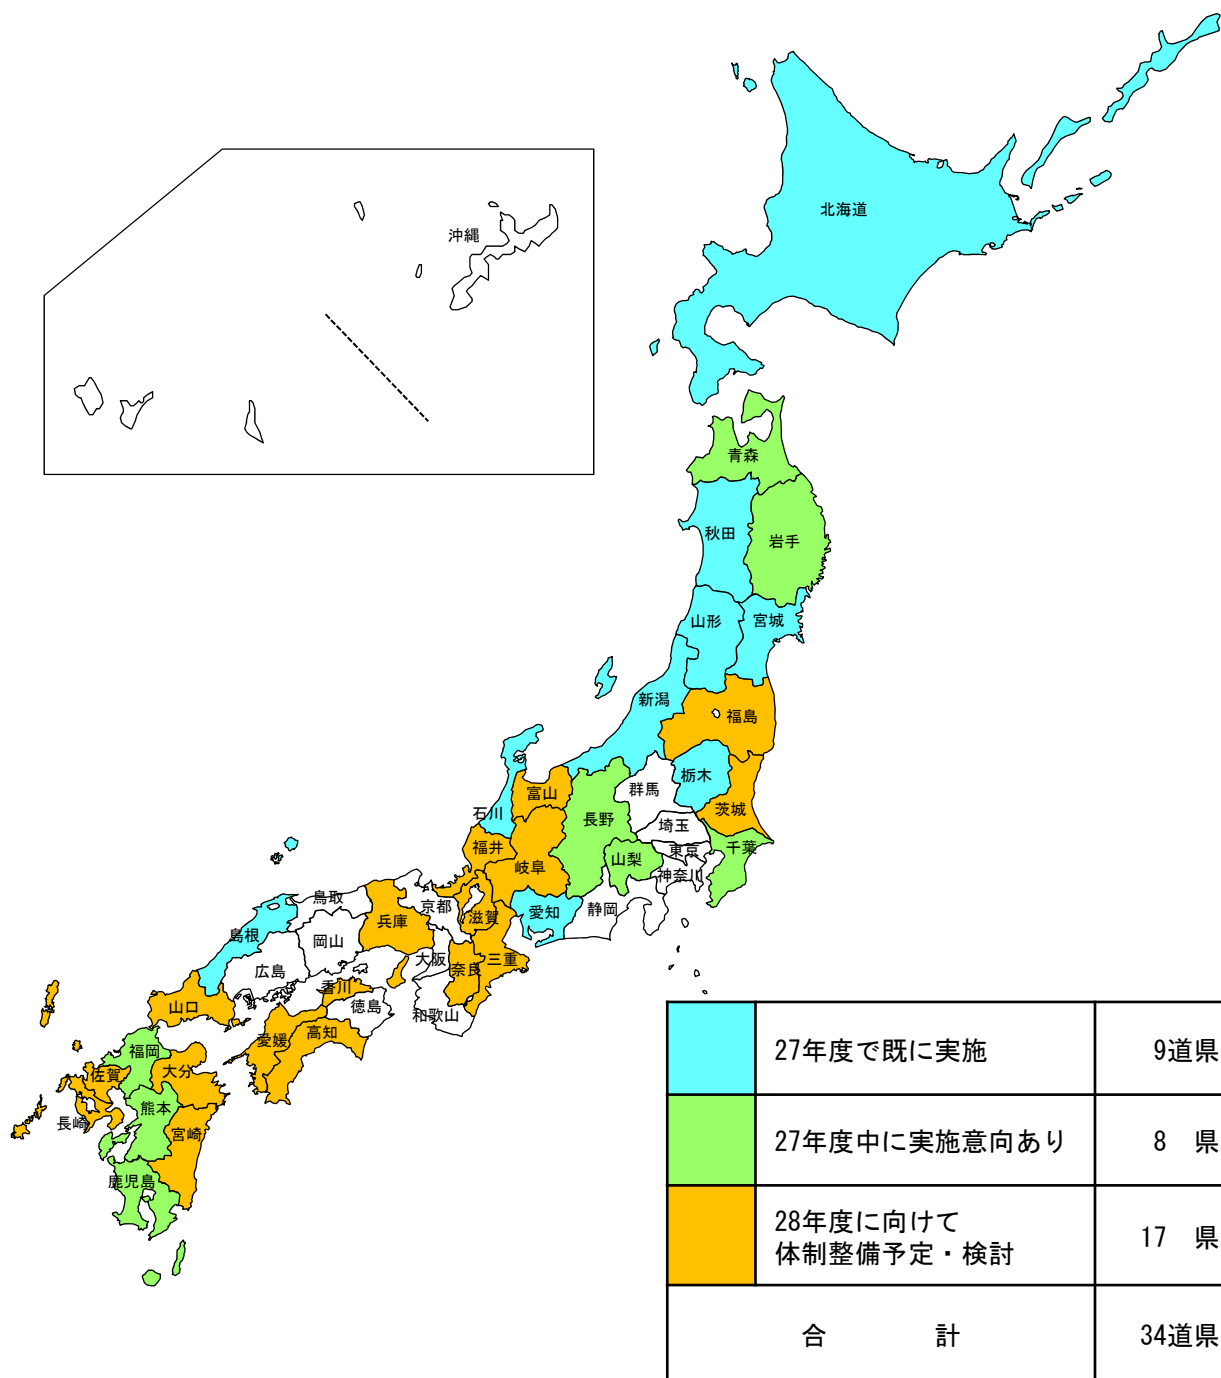 北海道
沖縄
青森
秋田
岩手
山形
宮城
新潟
福島
栃木
群馬
富山
茨城
石川
長野
埼玉
福井
千葉
東京
山梨
岐阜
神奈川
鳥取
京都
愛知
静岡
滋賀
兵庫
島根
岡山
大阪
三重
広島
奈良
香川
山口
徳島
和歌山
高知
愛媛
福岡
大分
佐賀
熊本
長崎
宮崎
鹿児島
27年度で既に実施 9道県
27年度中に実施意向あり 8 県
28年度に向けて
体制整備予定・検討 17 県
合 計 34道県